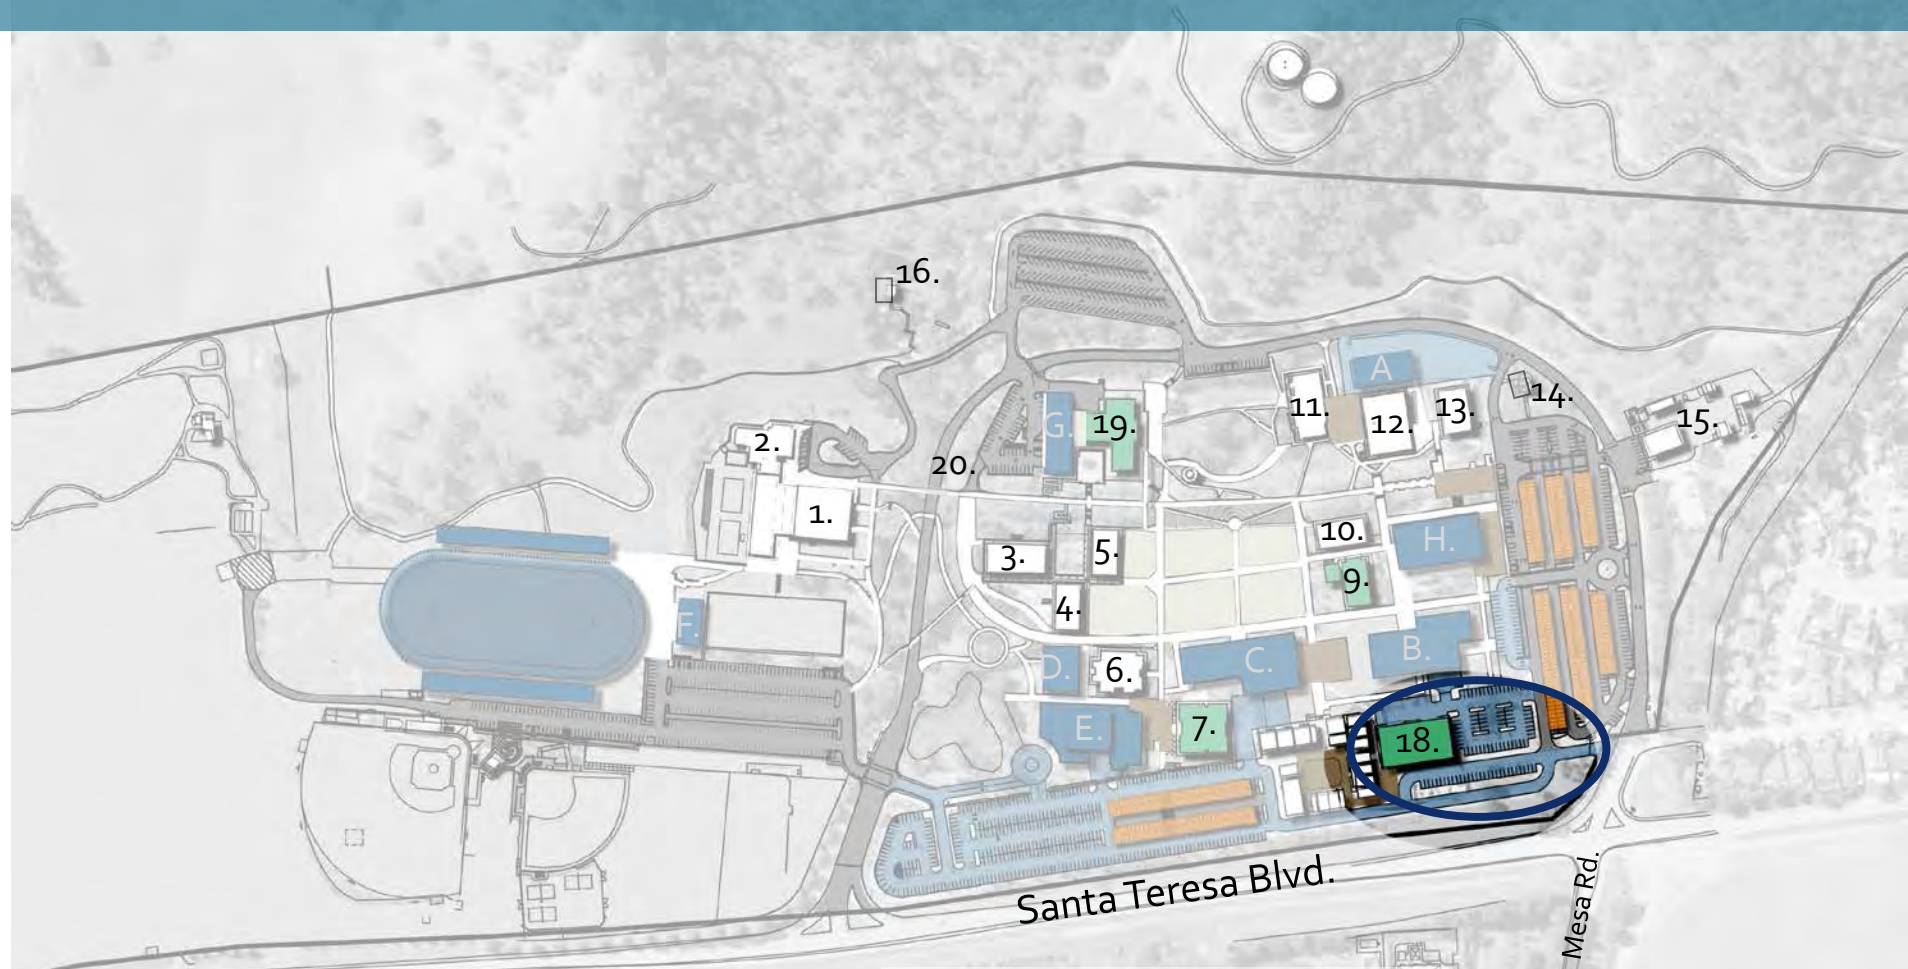 16.
A
14.
11.
12.
13.
15.
G.
19.
2.
20.
1.
10.
H.
3.
5.
9.
4.
F.
B.
C.
D.
6.
E.
7.
18.
Santa Teresa Blvd.
Mesa Rd.